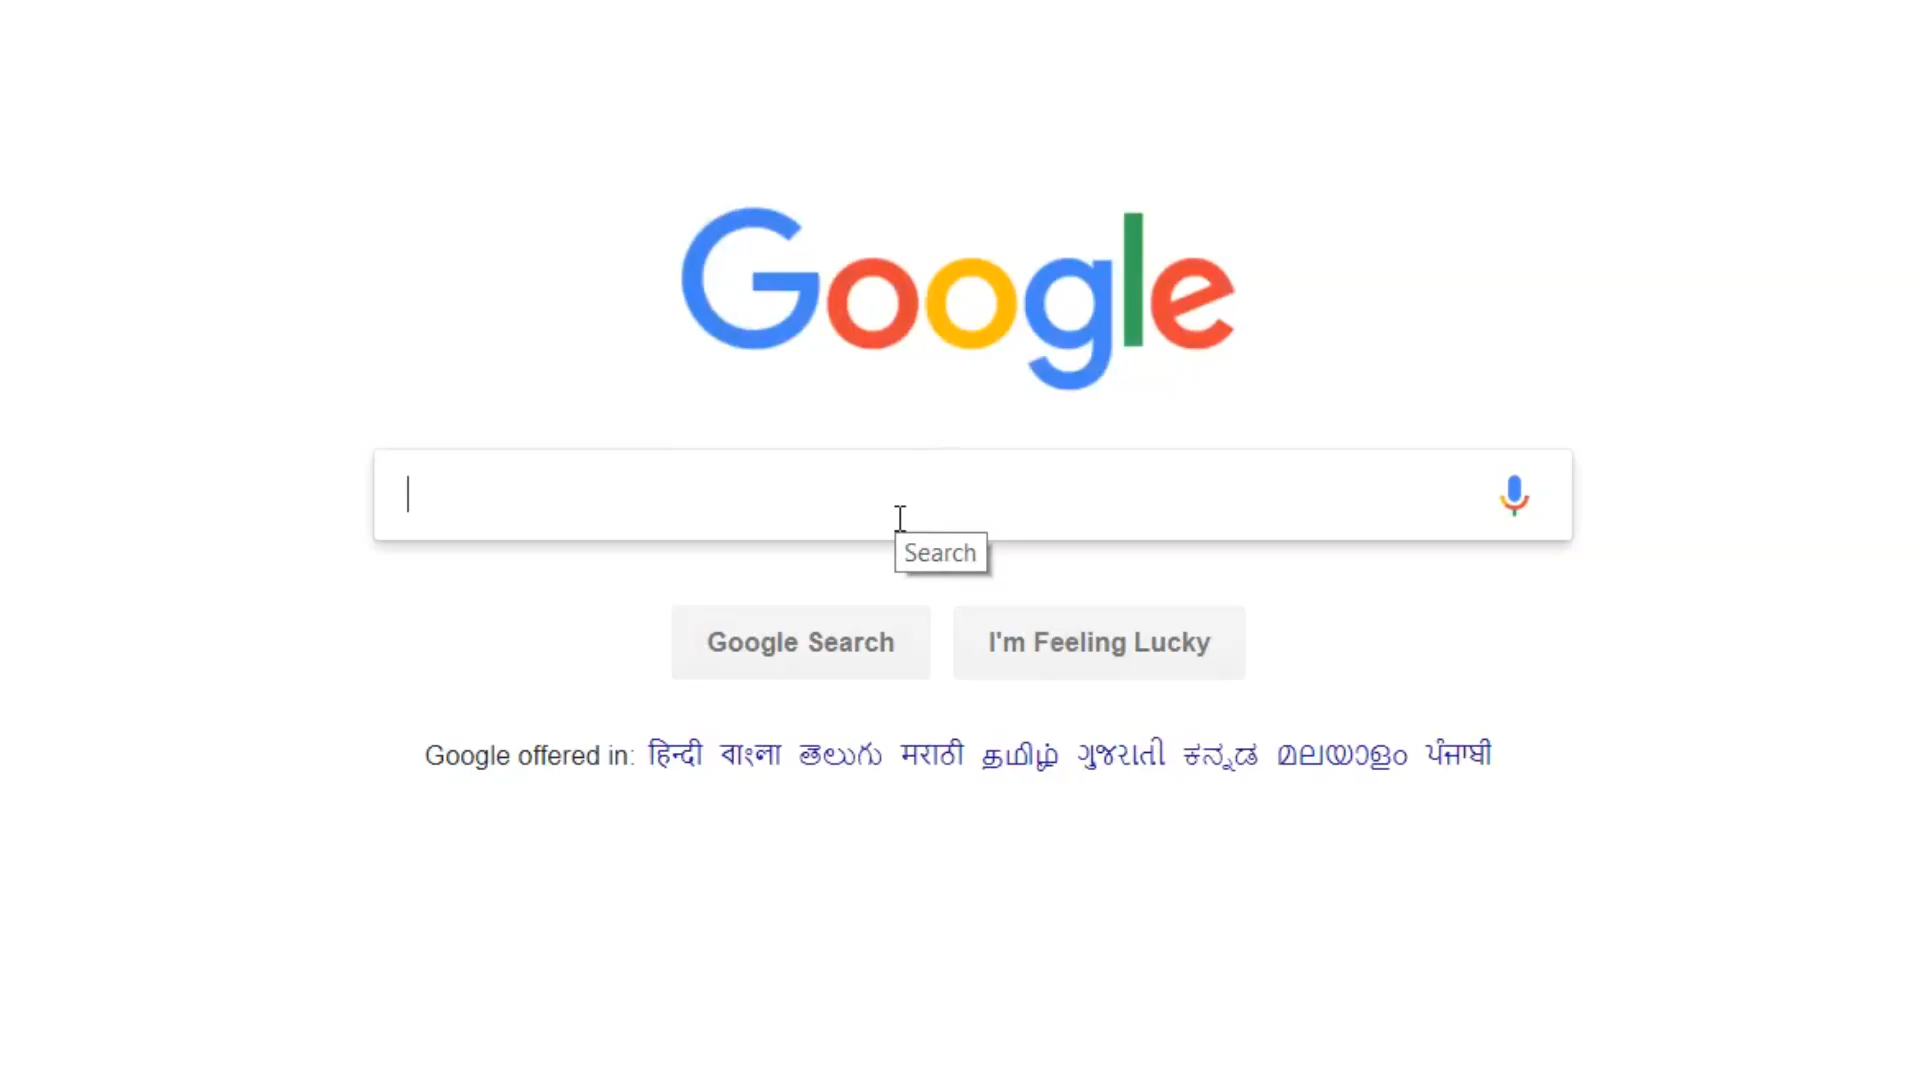 Google
Search
Google Search
I'm Feeling Lucky
Google offered in: हिन्दी বাংলা తెలుగు मराठी தமிழ் ગુજરાતી ಕನ್ನಡ മലയാളം ਪੰਜਾਬੀ